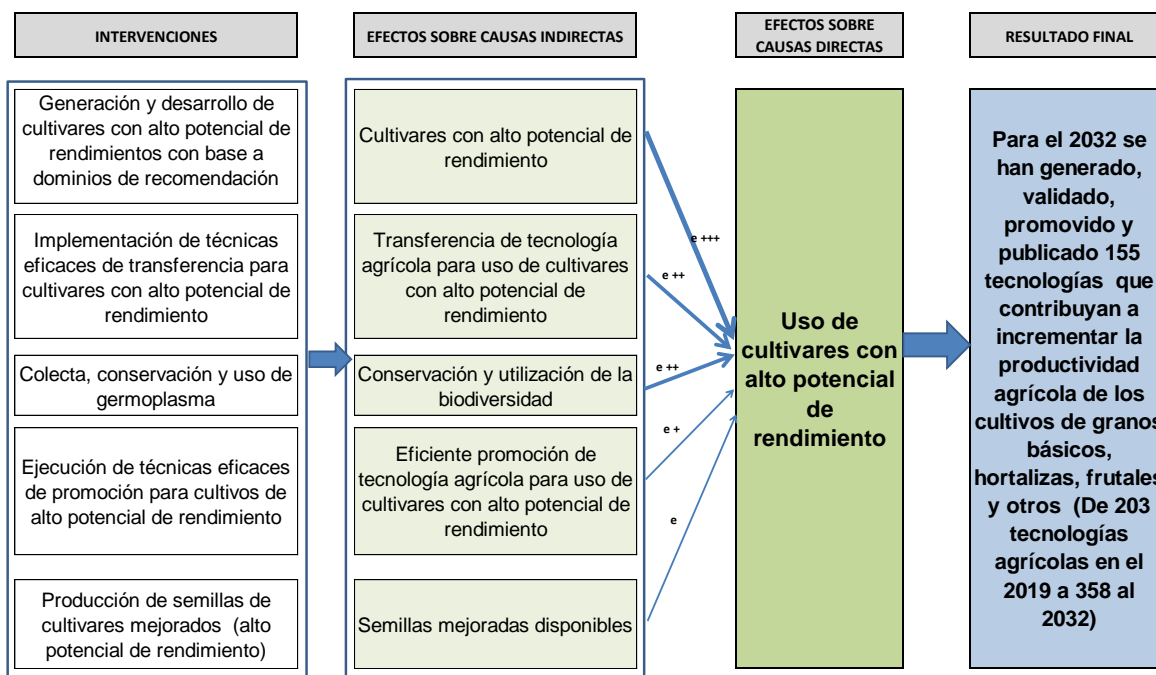 INTERVENCIONES
EFECTOS SOBRE CAUSAS INDIRECTAS
EFECTOS SOBRE
CAUSAS DIRECTAS
RESULTADO FINAL
Generación y desarrollo de
cultivares con alto potencial de
rendimientos con base a
dominios de recomendación
Implementación de técnicas
eficaces de transferencia para
cultivares con alto potencial de
rendimiento
Colecta, conservación y uso de
germoplasma
Ejecución de técnicas eficaces
de promoción para cultivos de
alto potencial de rendimiento
Producción de semillas de
cultivares mejorados (alto
potencial de rendimiento)
Cultivares con alto potencial de
rendimiento
Transferencia de tecnología
agrícola para uso de cultivares
con alto potencial de
rendimiento
Conservación y utilización de la
biodiversidad
Eficiente promoción de
tecnología agrícola para uso de
cultivares con alto potencial de
rendimiento
Semillas mejoradas disponibles
e +++
e ++
e ++
e +
e
Uso de
cultivares con
alto potencial
de
rendimiento
Para el 2032 se
han generado,
validado,
promovido y
publicado 155
tecnologías que
contribuyan a
incrementar la
productividad
agrícola de los
cultivos de granos
básicos,
hortalizas, frutales
y otros (De 203
tecnologías
agrícolas en el
2019 a 358 al
2032)